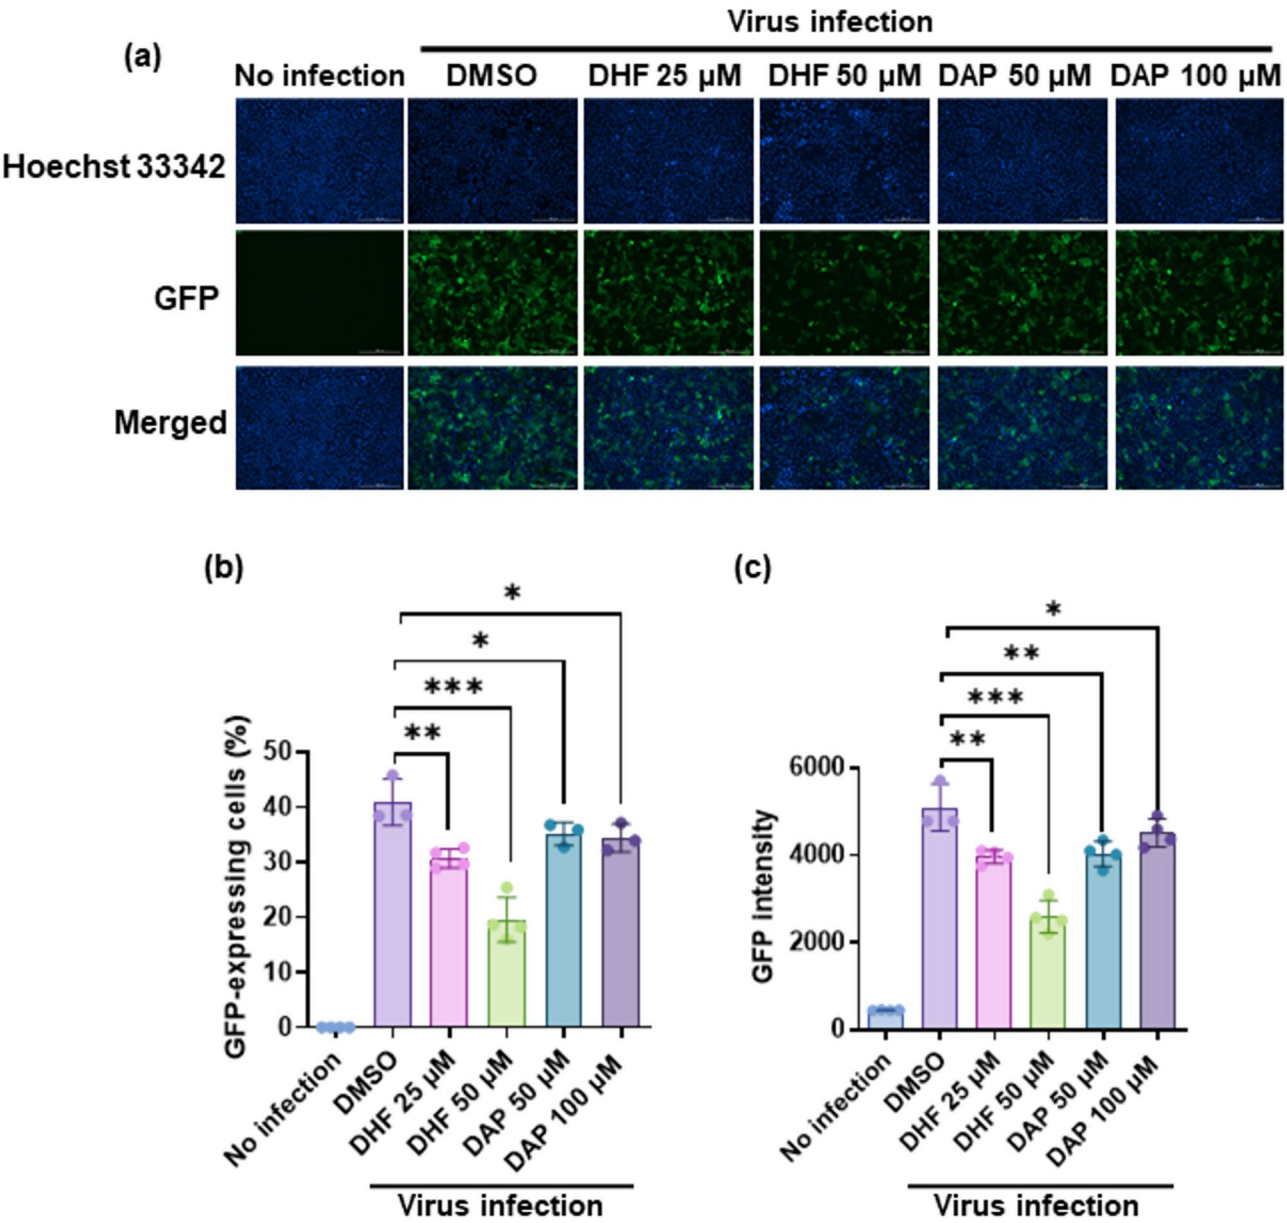 Virus infection
(a)
No infection DMSO DHF 25 µM DHF 50 µM DAP 50 µM DAP 100 µM
Hoechst 33342
GFP
Merged
(b)
*
*
***
**
GFP-expressing cells (%)
50
40
30
20
10
0
No infection
DMSO
DHF 25 µM
DHF 50 µM
DAP 50 µM
DAP 100 µM
Virus infection
(c)
*
**
***
**
GFP intensity
6000
4000
2000
0
No infection
DMSO
DHF 25 µM
DHF 50 µM
DAP 50 µM
DAP 100 µM
Virus infection